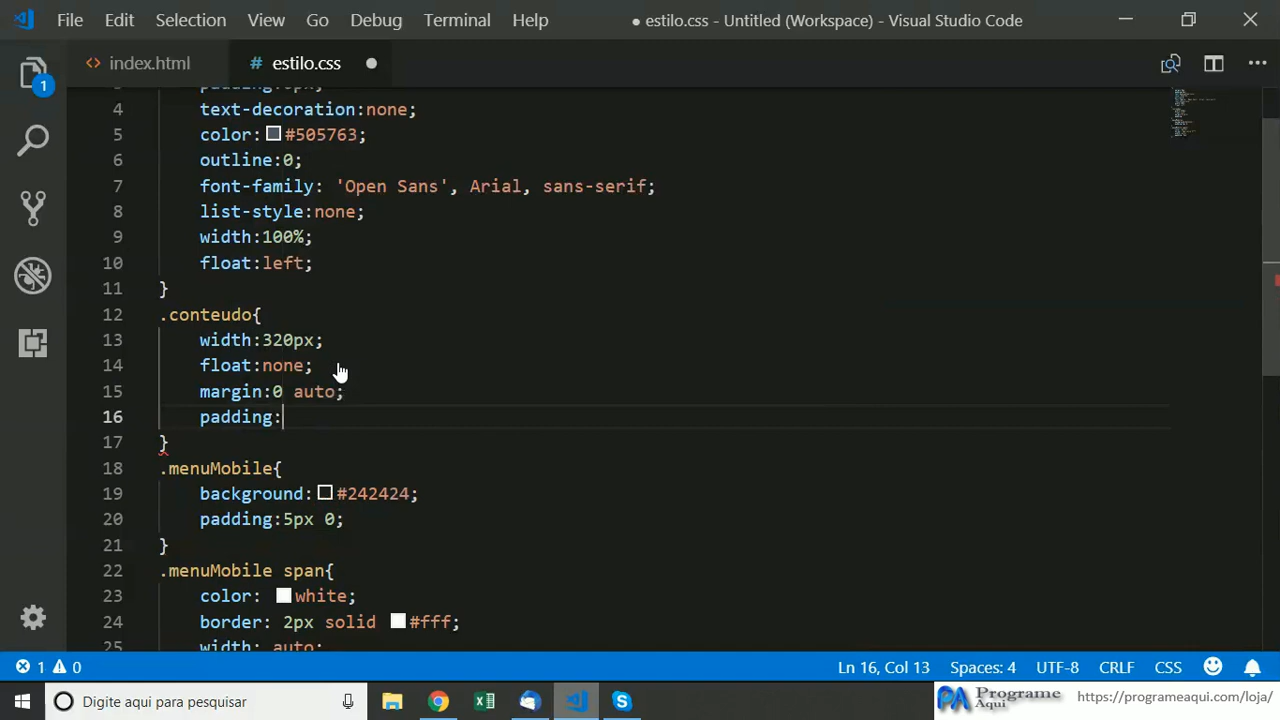 File Edit Selection View Go Debug Terminal Help ● estilo.css - Untitled (Workspace) - Visual Studio Code
<> index.html # estilo.css ●
1
4 text-decoration:none;
5 color: #505763;
6 outline:0;
7 font-family: 'Open Sans', Arial, sans-serif;
8 list-style:none;
9 width:100%;
10 float:left;
11 }
12 .conteudo{
13 width:320px;
14 float:none;
15 margin:0 auto;
16 padding:
17 }
18 .menuMobile{
19 background: #242424;
20 padding:5px 0;
21 }
22 .menuMobile span{
23 color: white;
24 border: 2px solid #fff;
25 width: auto;
1 0 Ln 16, Col 13 Spaces: 4 UTF-8 CRLF CSS
Digite aqui para pesquisar
PA Programe Aqui https://programeaqui.com/loja/